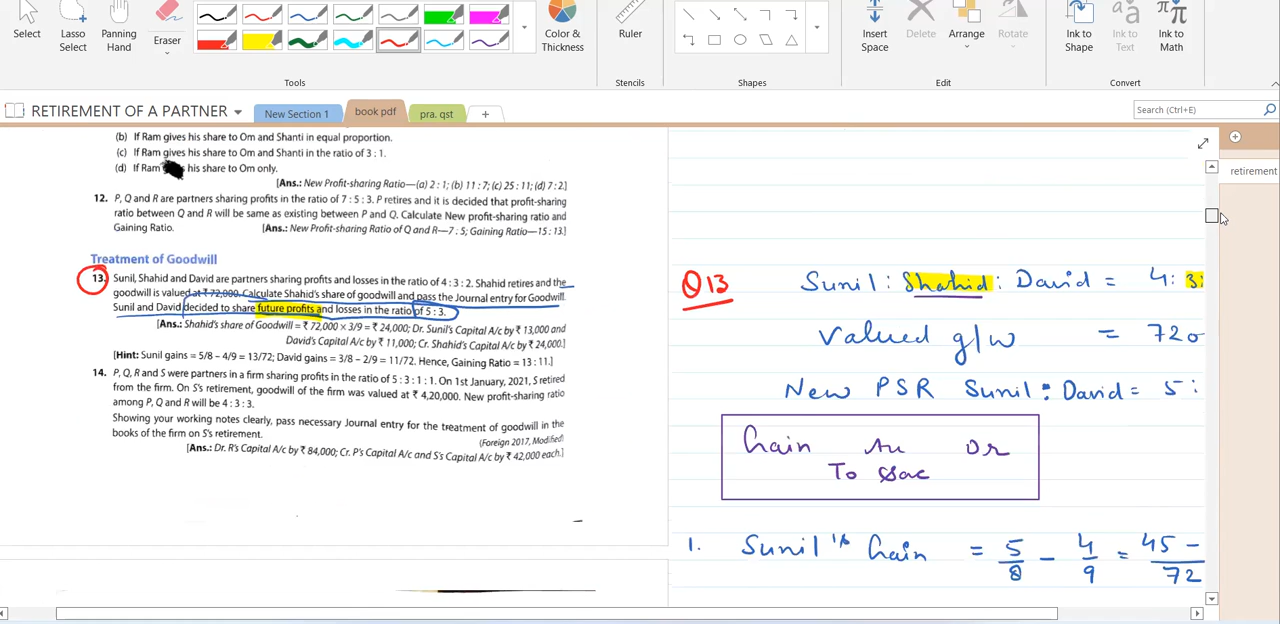 Select
Lasso Select
Panning Hand
Eraser
Color & Thickness
Ruler
Insert Space
Delete
Arrange
Rotate
Ink to Shape
Ink to Text
Ink to Math
Tools
Stencils
Shapes
Edit
Convert
RETIREMENT OF A PARTNER
New Section 1
book pdf
pra. qst
Search (Ctrl+E)
retirement
(b) If Ram gives his share to Om and Shanti in equal proportion.
(c) If Ram gives his share to Om and Shanti in the ratio of 3 : 1.
(d) If Ram his share to Om only.
[Ans.: New Profit-sharing Ratio—(a) 2 : 1; (b) 11 : 7; (c) 25 : 11; (d) 7 : 2.]
12. P, Q and R are partners sharing profits in the ratio of 7 : 5 : 3. P retires and it is decided that profit-sharing
ratio between Q and R will be same as existing between P and Q. Calculate New profit-sharing ratio and
Gaining Ratio. [Ans.: New Profit-sharing Ratio of Q and R—7 : 5; Gaining Ratio—15 : 13.]
Treatment of Goodwill
13. Sunil, Shahid and David are partners sharing profits and losses in the ratio of 4 : 3 : 2. Shahid retires and the
goodwill is valued at ₹ 72,000. Calculate Shahid's share of goodwill and pass the Journal entry for Goodwill.
Sunil and David decided to share future profits and losses in the ratio of 5 : 3.
[Ans.: Shahid's share of Goodwill = ₹ 72,000 × 3/9 = ₹ 24,000; Dr. Sunil's Capital A/c by ₹ 13,000 and
David's Capital A/c by ₹ 11,000; Cr. Shahid's Capital A/c by ₹ 24,000.]
[Hint: Sunil gains = 5/8 – 4/9 = 13/72; David gains = 3/8 – 2/9 = 11/72. Hence, Gaining Ratio = 13 : 11.]
14. P, Q, R and S were partners in a firm sharing profits in the ratio of 5 : 3 : 1 : 1. On 1st January, 2021, S retired
from the firm. On S's retirement, goodwill of the firm was valued at ₹ 4,20,000. New profit-sharing ratio
among P, Q and R will be 4 : 3 : 3.
Showing your working notes clearly, pass necessary Journal entry for the treatment of goodwill in the
books of the firm on S's retirement. (Foreign 2017, Modified)
[Ans.: Dr. R's Capital A/c by ₹ 84,000; Cr. P's Capital A/c and S's Capital A/c by ₹ 42,000 each.]
Q 13 Sunil : Shahid : David = 4 : 3 :
Valued g/w = 720
New PSR Sunil : David = 5 :
Gain Or
To Sac
1. Sunil's Gain = 5/8 - 4/9 = 45 - / 72